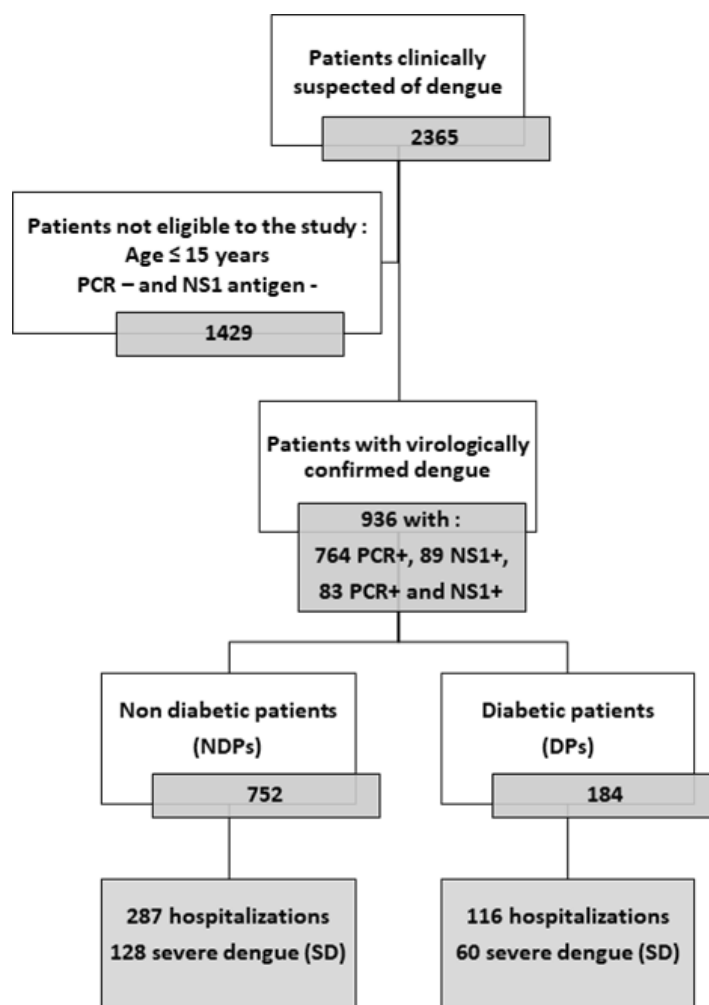 Patients clinically
suspected of dengue
2365
Patients not eligible to the study :
Age ≤ 15 years
PCR – and NS1 antigen -
1429
Patients with virologically
confirmed dengue
936 with :
764 PCR+, 89 NS1+,
83 PCR+ and NS1+
Non diabetic patients
(NDPs)
752
Diabetic patients
(DPs)
184
287 hospitalizations
128 severe dengue (SD)
116 hospitalizations
60 severe dengue (SD)